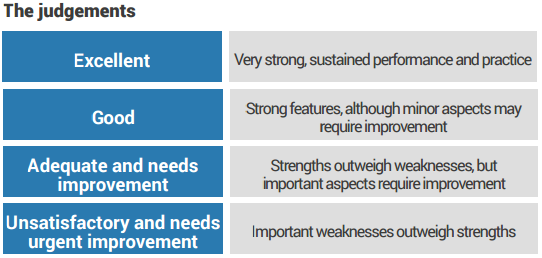 The judgements
Excellent
Very strong, sustained performance and practice
Good
Strong features, although minor aspects may
require improvement
Adequate and needs
improvement
Strengths outweigh weaknesses, but
important aspects require improvement
Unsatisfactory and needs
urgent improvement
Important weaknesses outweigh strengths